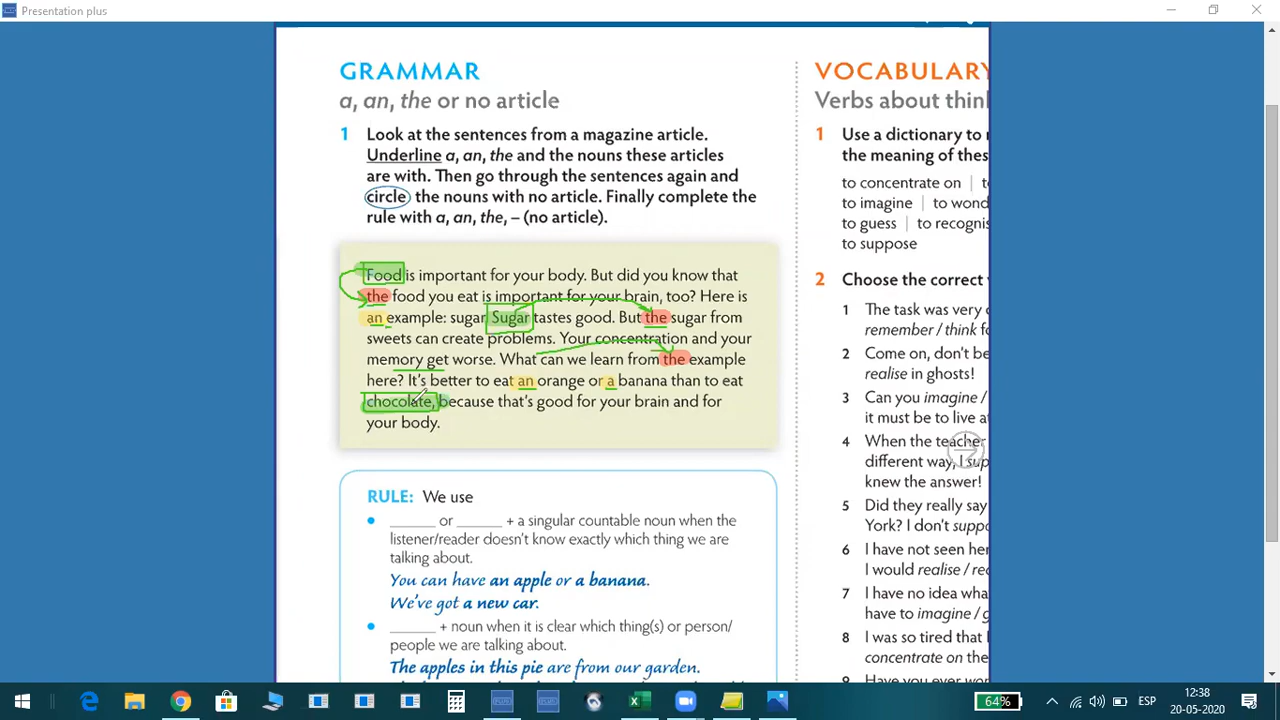 Presentation plus
GRAMMAR
a, an, the or no article
1 Look at the sentences from a magazine article.
Underline a, an, the and the nouns these articles
are with. Then go through the sentences again and
circle the nouns with no article. Finally complete the
rule with a, an, the, – (no article).
Food is important for your body. But did you know that
the food you eat is important for your brain, too? Here is
an example: sugar. Sugar tastes good. But the sugar from
sweets can create problems. Your concentration and your
memory get worse. What can we learn from the example
here? It's better to eat an orange or a banana than to eat
chocolate, because that's good for your brain and for
your body.
RULE: We use
• _____ or _____ + a singular countable noun when the
listener/reader doesn't know exactly which thing we are
talking about.
You can have an apple or a banana.
We've got a new car.
• _____ + noun when it is clear which thing(s) or person/
people we are talking about.
The apples in this pie are from our garden.
VOCABULARY
Verbs about think
1 Use a dictionary to
the meaning of thes
to concentrate on |
to imagine | to wond
to guess | to recognis
to suppose
2 Choose the correct
1 The task was very
remember / think
2 Come on, don't be
realise in ghosts!
3 Can you imagine /
it must be to live a
4 When the teacher
different way, I sup
knew the answer!
5 Did they really say
York? I don't suppo
6 I have not seen her
I would realise / rec
7 I have no idea wha
have to imagine / g
8 I was so tired that
concentrate on the
9 Have you ever wor
64%
ESP
12:38
20-05-2020